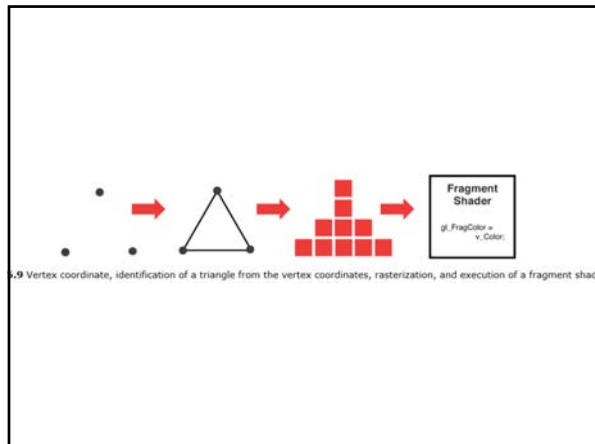 Fragment
Shader
gl_FragColor =
v_Color;
5.9 Vertex coordinate, identification of a triangle from the vertex coordinates, rasterization, and execution of a fragment shad